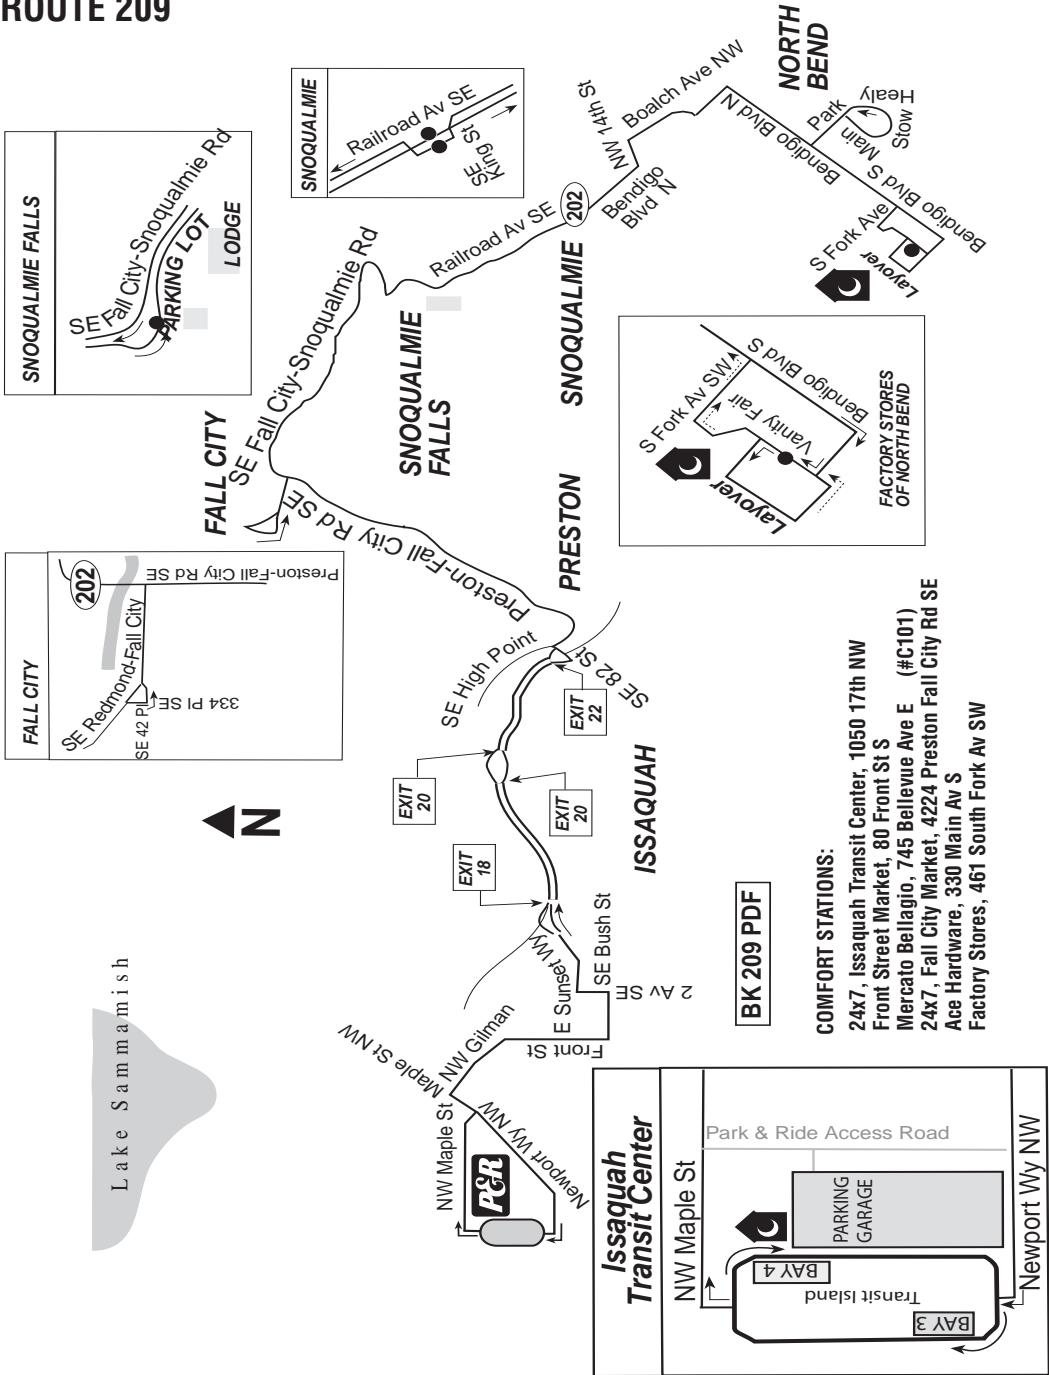 ROUTE 209
SNOQUALMIE FALLS
SE Fall City-Snoqualmie Rd
PARKING LOT
LODGE
SNOQUALMIE
Railroad Av SE
SE
King St
NORTH
BEND
NW 14th St
Boalch Ave NW
Bendigo Blvd N
Park
Main
Healy
Stow
Bendigo
Blvd N
Bendigo Blvd S
Bendigo
S Fork Ave
Layover
202
Railroad Av SE
SNOQUALMIE
SE Fall City-Snoqualmie Rd
SNOQUALMIE
FALLS
FALL CITY
Preston-Fall City Rd SE
PRESTON
S Fork Av SW
Bendigo Blvd S
Vanity Fair
Layover
FACTORY STORES
OF NORTH BEND
FALL CITY
202
Preston-Fall City Rd SE
SE Redmond-Fall City
SE 42 Pl
334 Pl SE
N
SE High Point
SE 82 St
EXIT
22
EXIT
20
EXIT
20
EXIT
18
ISSAQUAH
Lake Sammamish
Maple St NW
NW Gilman
NW Maple St
Newport Wy NW
P&R
Front St
E Sunset Wy
SE Bush St
2 Av SE
BK 209 PDF
COMFORT STATIONS:
24x7, Issaquah Transit Center, 1050 17th NW
Front Street Market, 80 Front St S
Mercato Bellagio, 745 Bellevue Ave E (#C101)
24x7, Fall City Market, 4224 Preston Fall City Rd SE
Ace Hardware, 330 Main Av S
Factory Stores, 461 South Fork Av SW
Issaquah
Transit Center
NW Maple St
Park & Ride Access Road
PARKING
GARAGE
BAY 4
Transit Island
BAY 3
Newport Wy NW